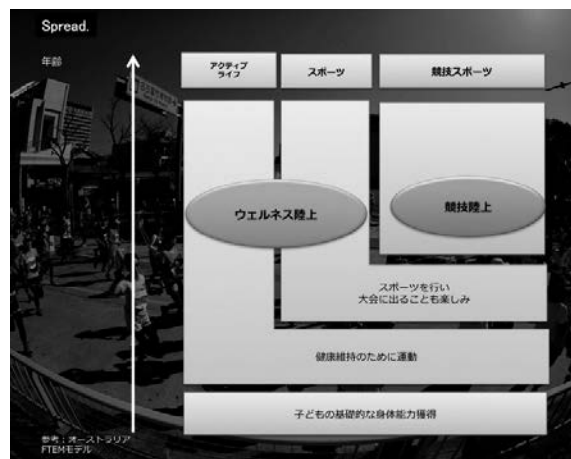 Spread.
年齢
アクティブ
ライフ
スポーツ
競技スポーツ
ウェルネス陸上
競技陸上
スポーツを行い
大会に出ることも楽しみ
健康維持のために運動
子どもの基礎的な身体能力獲得
参考：オーストラリア
FTEMモデル